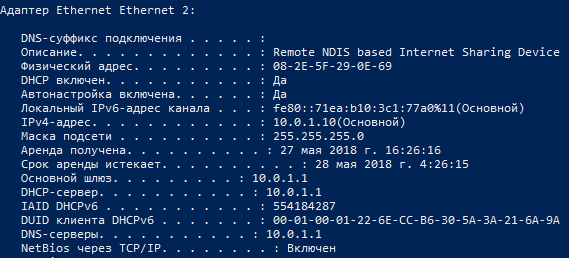 Адаптер Ethernet Ethernet 2:
DNS-суффикс подключения . . . . . :
Описание. . . . . . . . . . . . . : Remote NDIS based Internet Sharing Device
Физический адрес. . . . . . . . . : 08-2E-5F-29-0E-69
DHCP включен. . . . . . . . . . . : Да
Автонастройка включена. . . . . . : Да
Локальный IPv6-адрес канала . . . : fe80::71ea:b10:3c1:77a0%11(Основной)
IPv4-адрес. . . . . . . . . . . . : 10.0.1.10(Основной)
Маска подсети . . . . . . . . . . : 255.255.255.0
Аренда получена. . . . . . . . . . : 27 мая 2018 г. 16:26:16
Срок аренды истекает. . . . . . . . . . : 28 мая 2018 г. 4:26:15
Основной шлюз. . . . . . . . . : 10.0.1.1
DHCP-сервер. . . . . . . . . . . : 10.0.1.1
IAID DHCPv6 . . . . . . . . . . . : 554184287
DUID клиента DHCPv6 . . . . . . . : 00-01-00-01-22-6E-CC-B6-30-5A-3A-21-6A-9A
DNS-серверы. . . . . . . . . . . : 10.0.1.1
NetBios через TCP/IP. . . . . . . . : Включен